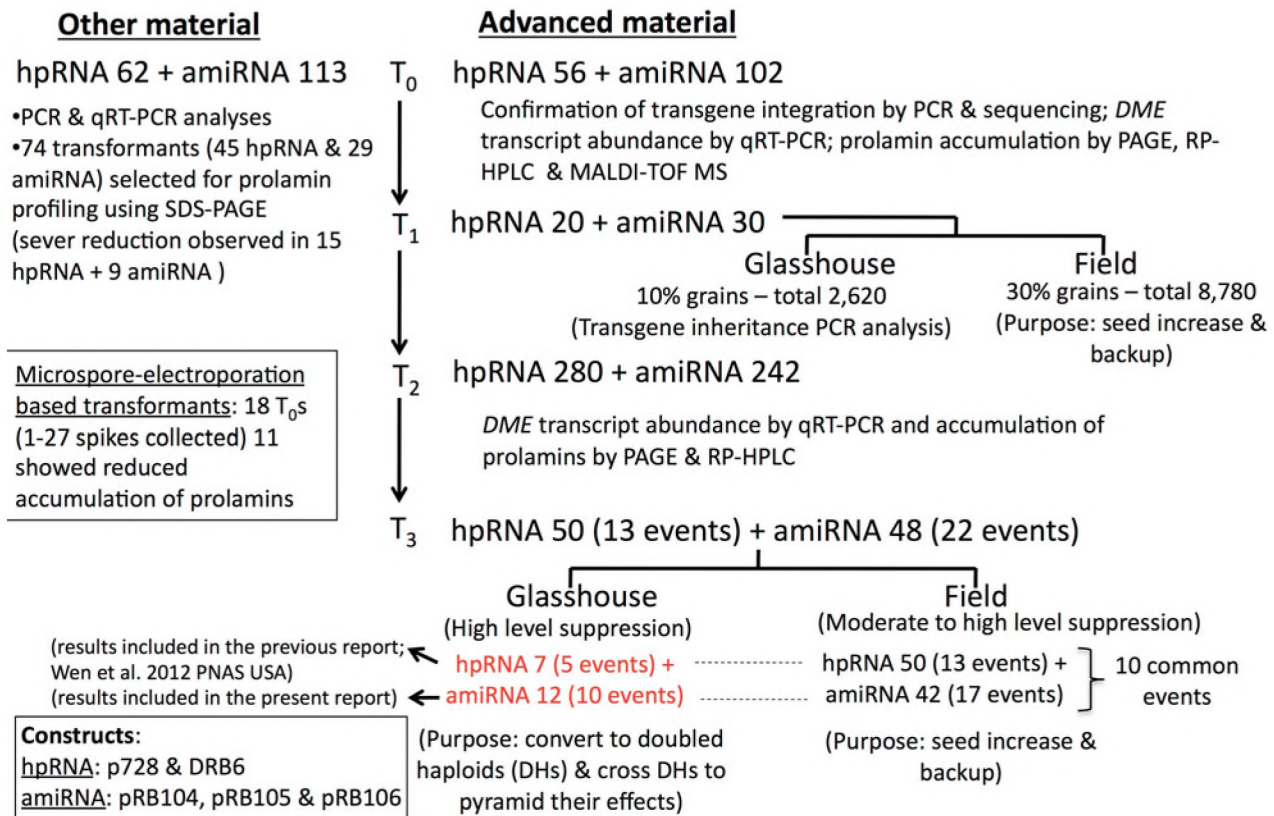 Other material
hpRNA 62 + amiRNA 113
•PCR & qRT-PCR analyses
•74 transformants (45 hpRNA & 29
amiRNA) selected for prolamin
profiling using SDS-PAGE
(sever reduction observed in 15
hpRNA + 9 amiRNA )
Microspore-electroporation
based transformants: 18 T0s
(1-27 spikes collected) 11
showed reduced
accumulation of prolamins
Advanced material
T0
hpRNA 56 + amiRNA 102
Confirmation of transgene integration by PCR & sequencing; DME
transcript abundance by qRT-PCR; prolamin accumulation by PAGE, RP-
HPLC & MALDI-TOF MS
T1
hpRNA 20 + amiRNA 30
Glasshouse
10% grains – total 2,620
(Transgene inheritance PCR analysis)
Field
30% grains – total 8,780
(Purpose: seed increase &
backup)
T2
hpRNA 280 + amiRNA 242
DME transcript abundance by qRT-PCR and accumulation of
prolamins by PAGE & RP-HPLC
T3
hpRNA 50 (13 events) + amiRNA 48 (22 events)
Glasshouse
(High level suppression)
hpRNA 7 (5 events) +
amiRNA 12 (10 events)
(Purpose: convert to doubled
haploids (DHs) & cross DHs to
pyramid their effects)
Field
(Moderate to high level suppression)
hpRNA 50 (13 events) +
amiRNA 42 (17 events)
10 common
events
(Purpose: seed increase &
backup)
(results included in the previous report;
Wen et al. 2012 PNAS USA)
(results included in the present report)
Constructs:
hpRNA: p728 & DRB6
amiRNA: pRB104, pRB105 & pRB106